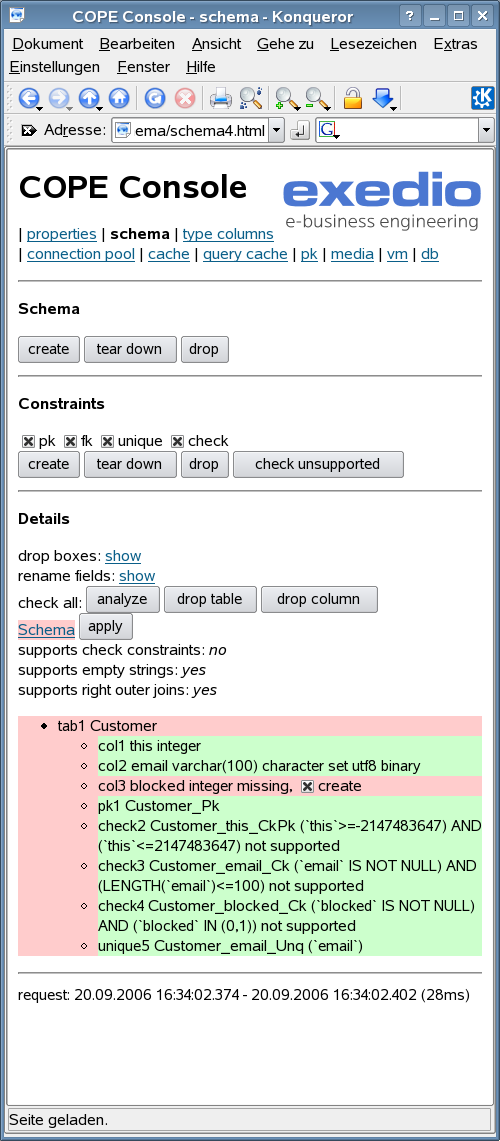 COPE Console - schema - Konqueror
Dokument Bearbeiten Ansicht Gehe zu Lesezeichen Extras
Einstellungen Fenster Hilfe
Adresse: ema/schema4.html
COPE Console
exedio
e-business engineering
| properties | schema | type columns
| connection pool | cache | query cache | pk | media | vm | db
Schema
create tear down drop
Constraints
pk fk unique check
create tear down drop check unsupported
Details
drop boxes: show
rename fields: show
check all: analyze drop table drop column
Schema apply
supports check constraints: no
supports empty strings: yes
supports right outer joins: yes
tab1 Customer
col1 this integer
col2 email varchar(100) character set utf8 binary
col3 blocked integer missing, create
pk1 Customer_Pk
check2 Customer_this_CkPk (`this`>=-2147483647) AND
(`this`<=2147483647) not supported
check3 Customer_email_Ck (`email` IS NOT NULL) AND
(LENGTH(`email`)<=100) not supported
check4 Customer_blocked_Ck (`blocked` IS NOT NULL)
AND (`blocked` IN (0,1)) not supported
unique5 Customer_email_Unq (`email`)
request: 20.09.2006 16:34:02.374 - 20.09.2006 16:34:02.402 (28ms)
Seite geladen.